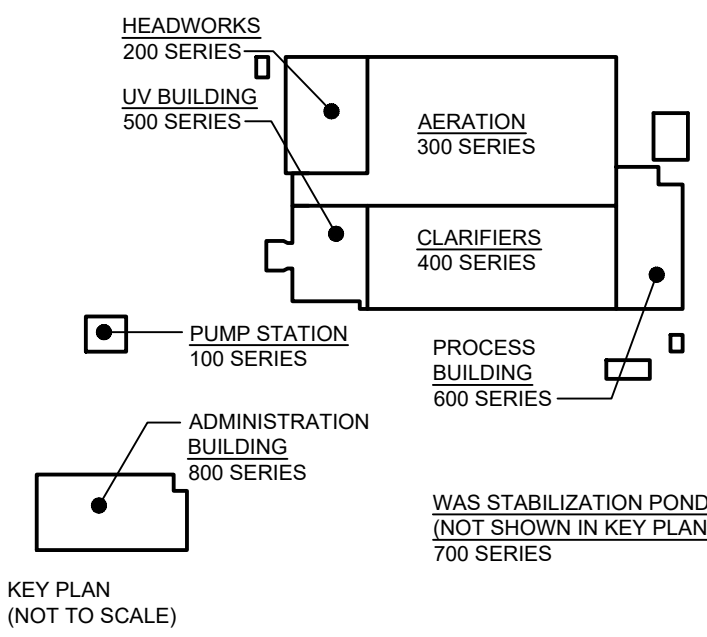 HEADWORKS
200 SERIES
UV BUILDING
500 SERIES
AERATION
300 SERIES
CLARIFIERS
400 SERIES
PUMP STATION
100 SERIES
PROCESS
BUILDING
600 SERIES
ADMINISTRATION
BUILDING
800 SERIES
WAS STABILIZATION POND
(NOT SHOWN IN KEY PLAN
700 SERIES
KEY PLAN
(NOT TO SCALE)